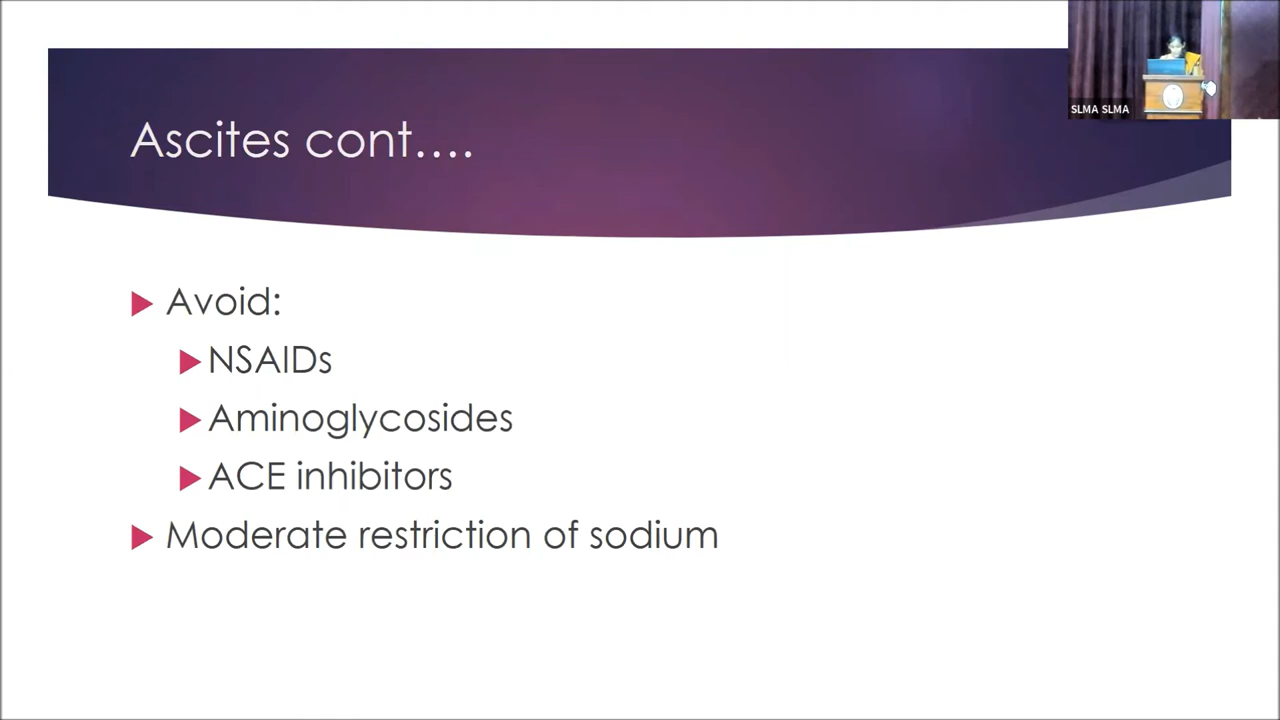 SLMA SLMA
Ascites cont....
Avoid:
NSAIDs
Aminoglycosides
ACE inhibitors
Moderate restriction of sodium